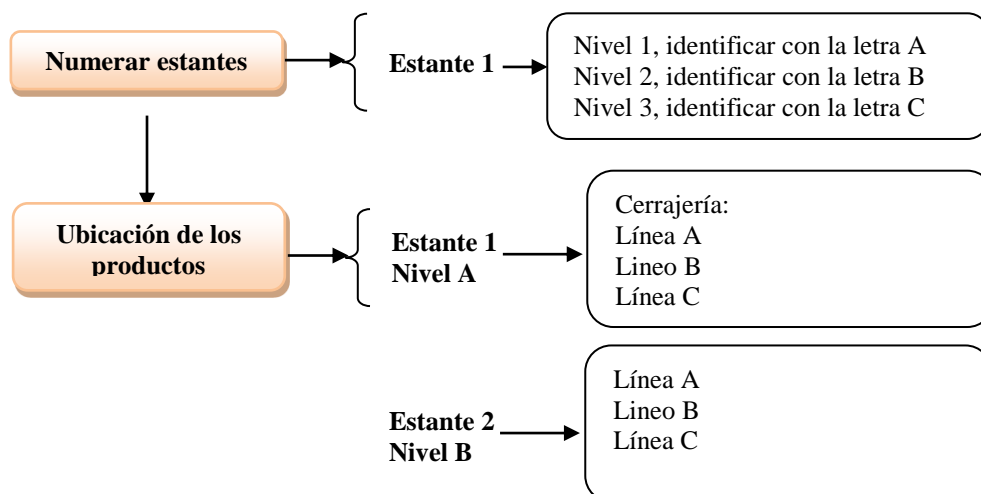 Numerar estantes
Estante 1
Nivel 1, identificar con la letra A
Nivel 2, identificar con la letra B
Nivel 3, identificar con la letra C
Ubicación de los
productos
Estante 1
Nivel A
Cerrajería:
Línea A
Lineo B
Línea C
Estante 2
Nivel B
Línea A
Lineo B
Línea C